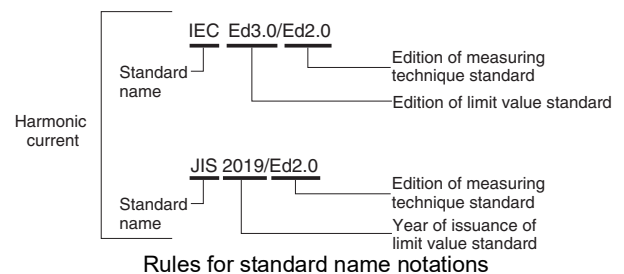 IEC Ed3.0/Ed2.0
Standard
name
Edition of measuring
technique standard
Edition of limit value standard
Harmonic
current
JIS 2019/Ed2.0
Standard
name
Edition of measuring
technique standard
Year of issuance of
limit value standard
Rules for standard name notations